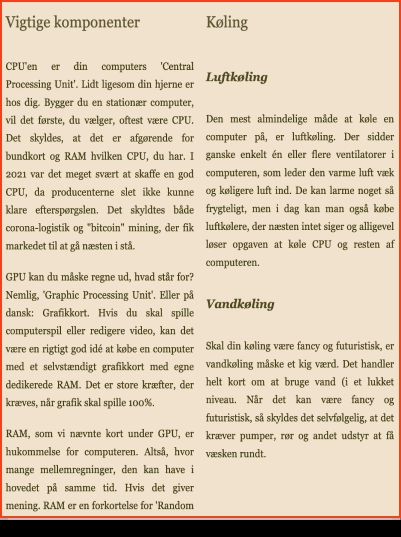 Vigtige komponenter
CPU'en er din computers 'Central
Processing Unit'. Lidt ligesom din hjerne er
hos dig. Bygger du en stationær computer,
vil det første, du vælger, oftest være CPU.
Det skyldes, at det er afgørende for
bundkort og RAM hvilken CPU, du har. I
2021 var det meget svært at skaffe en god
CPU, da producenterne slet ikke kunne
klare efterspørgslen. Det skyldtes både
corona-logistik og "bitcoin" mining, der fik
markedet til at gå næsten i stå.
GPU kan du måske regne ud, hvad står for?
Nemlig, 'Graphic Processing Unit'. Eller på
dansk: Grafikkort. Hvis du skal spille
computerspil eller redigere video, kan det
være en rigtigt god idé at købe en computer
med et selvstændigt grafikkort med egne
dedikerede RAM. Det er store kræfter, der
kræves, når grafik skal spille 100%.
RAM, som vi nævnte kort under GPU, er
hukommelse for computeren. Altså, hvor
mange mellemregninger, den kan have i
hovedet på samme tid. Hvis det giver
mening. RAM er en forkortelse for 'Random
Køling
Luftkøling
Den mest almindelige måde at køle en
computer på, er luftkøling. Der sidder
ganske enkelt én eller flere ventilatorer i
computeren, som leder den varme luft væk
og køligere luft ind. De kan larme noget så
frygteligt, men i dag kan man også købe
luftkølere, der næsten intet siger og alligevel
løser opgaven at køle CPU og resten af
computeren.
Vandkøling
Skal din køling være fancy og futuristisk, er
vandkøling måske et kig værd. Det handler
helt kort om at bruge vand (i et lukket
niveau. Når det kan være fancy og
futuristisk, så skyldes det selvfølgelig, at det
kræver pumper, rør og andet udstyr at få
væsken rundt.